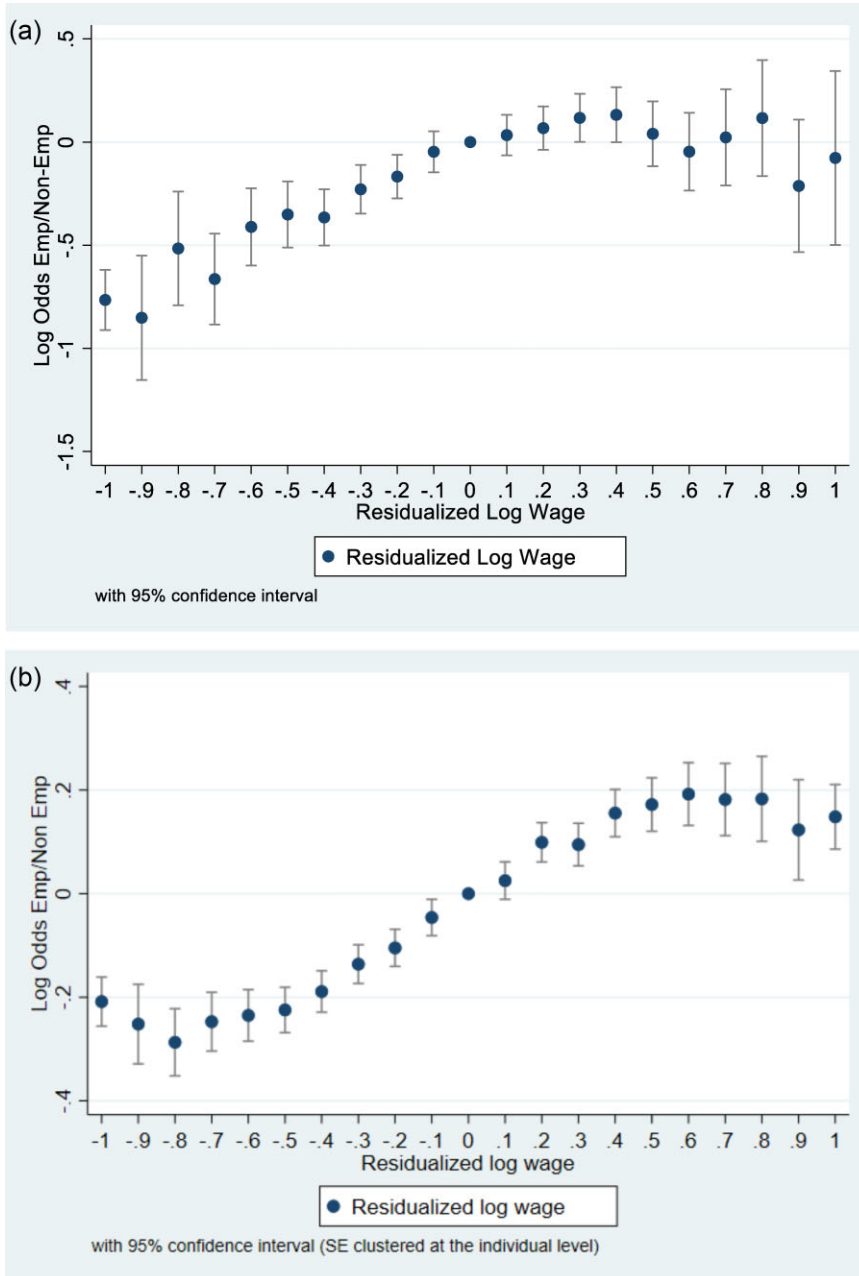 (a)
Log Odds Emp/Non-Emp
.5
0
-.5
-1
-1.5
-1 -.9 -.8 -.7 -.6 -.5 -.4 -.3 -.2 -.1 0 .1 .2 .3 .4 .5 .6 .7 .8 .9 1
Residualized Log Wage
Residualized Log Wage
with 95% confidence interval
(b)
Log Odds Emp/Non Emp
.4
.2
0
-.2
-.4
-1 -.9 -.8 -.7 -.6 -.5 -.4 -.3 -.2 -.1 0 .1 .2 .3 .4 .5 .6 .7 .8 .9 1
Residualized log wage
Residualized log wage
with 95% confidence interval (SE clustered at the individual level)